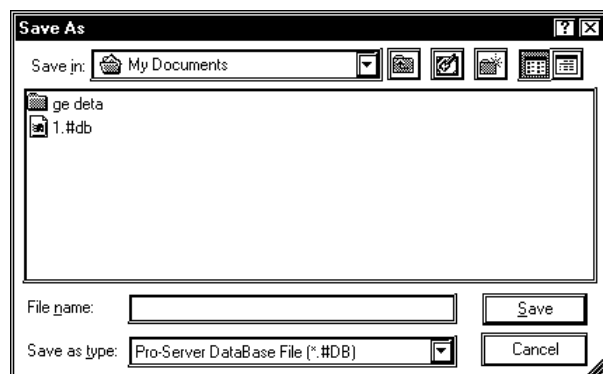 Save As
Save in: My Documents
ge deta
1.#db
File name:
Save
Save as type: Pro-Server DataBase File (*.#DB)
Cancel